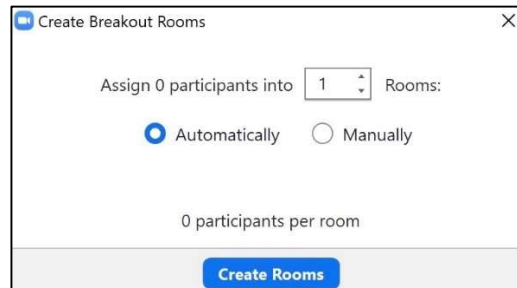 Create Breakout Rooms
Assign 0 participants into 1 Rooms:
Automatically Manually
0 participants per room
Create Rooms